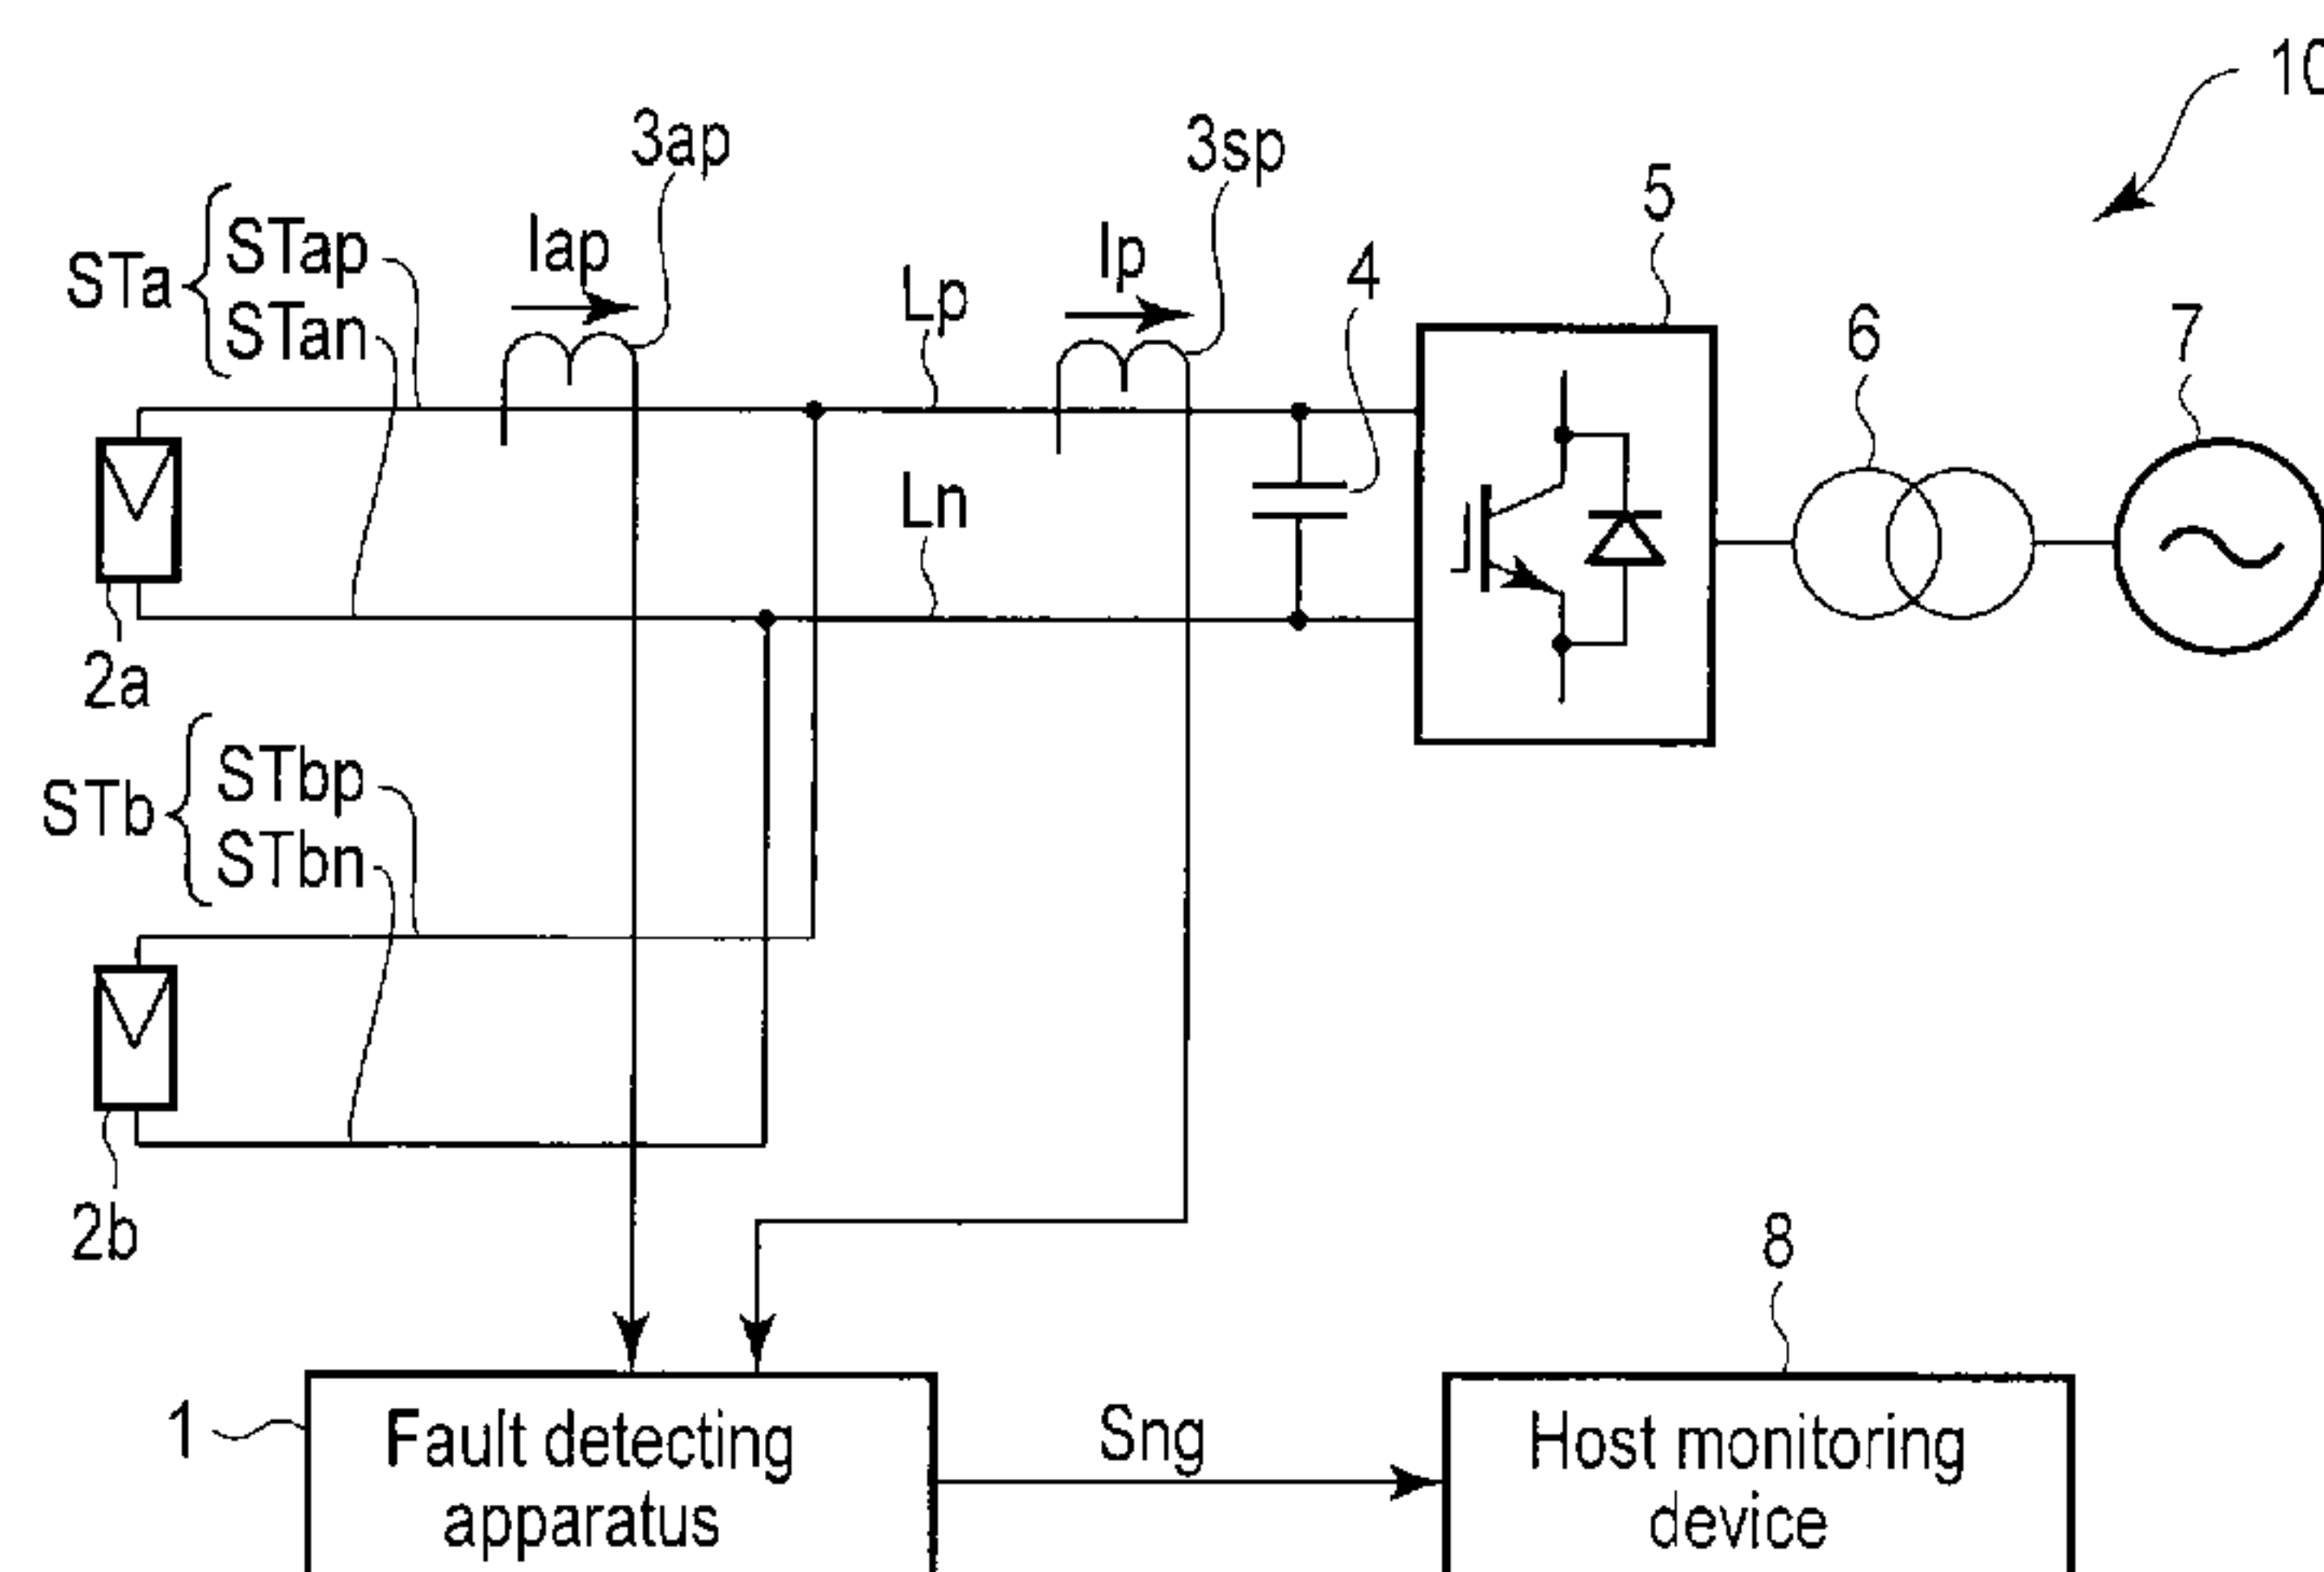 10
3ap
3sp
5
STa
STap
STan
Iap
Lp
Ip
4
6
7
Ln
2a
STb
STbp
STbn
2b
8
1
Fault detecting
apparatus
Sng
Host monitoring
device